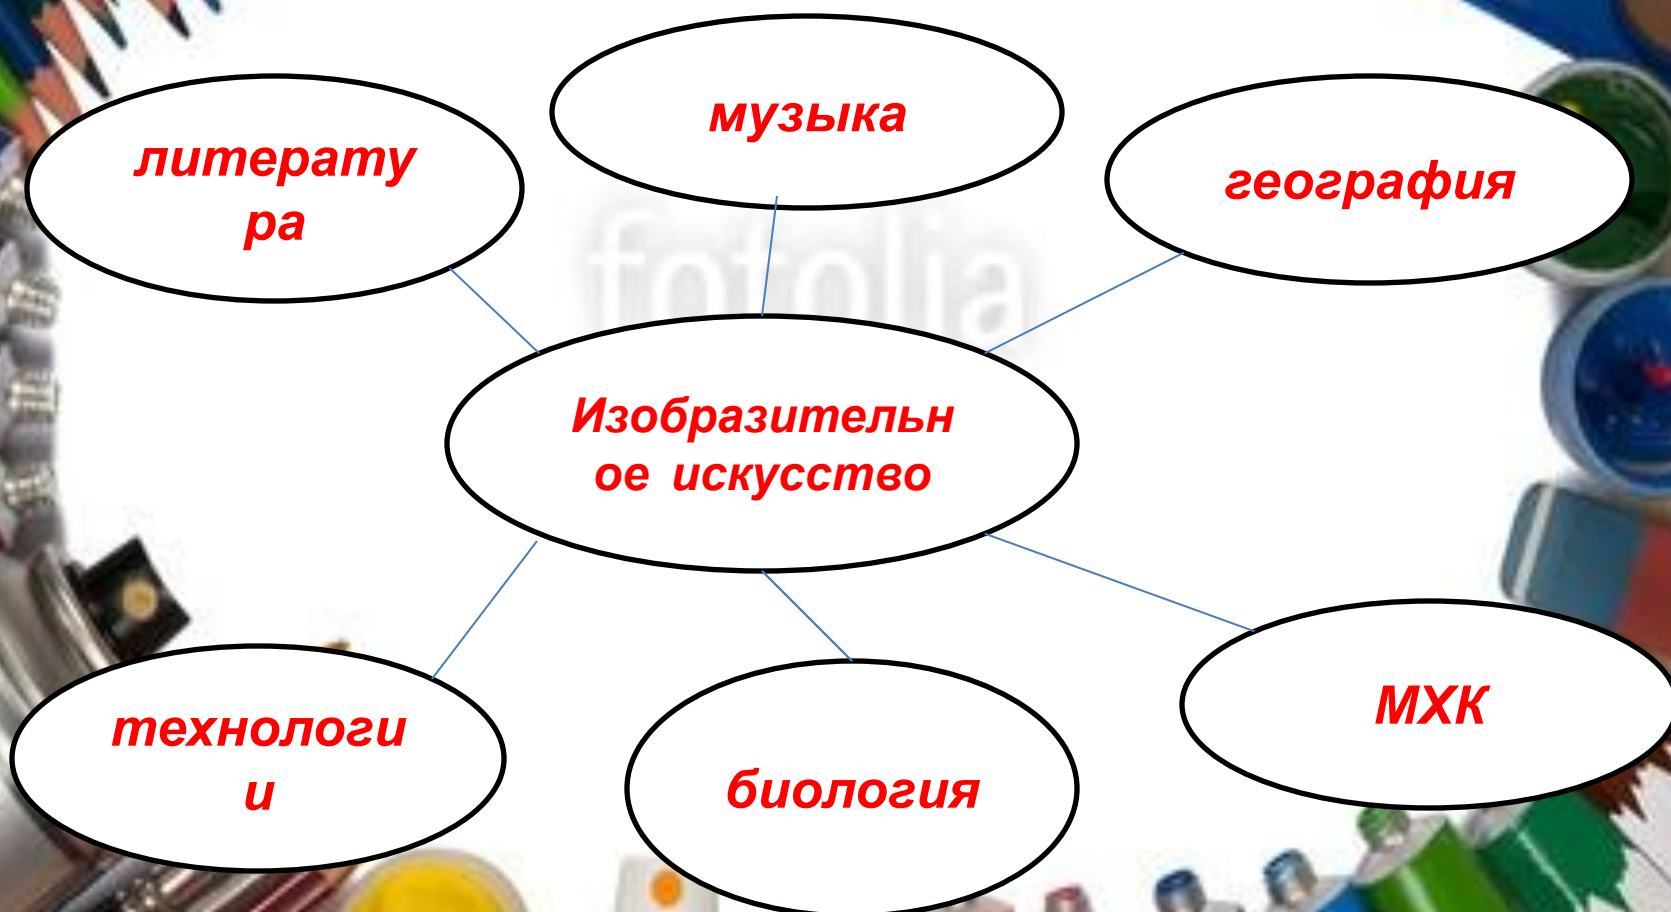 музыка
литерату
ра
география
fotolia
Изобразительн
ое искусство
технологи
и
биология
МХК